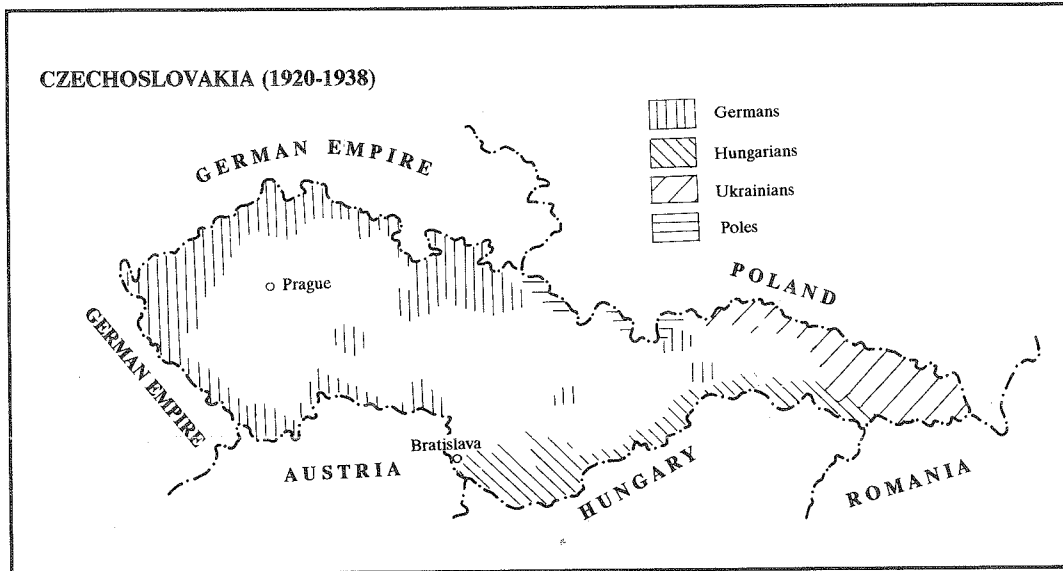 CZECHOSLOVAKIA (1920-1938)
Germans
Hungarians
Ukrainians
Poles
GERMAN EMPIRE
POLAND
Prague
GERMAN EMPIRE
Bratislava
AUSTRIA
HUNGARY
ROMANIA